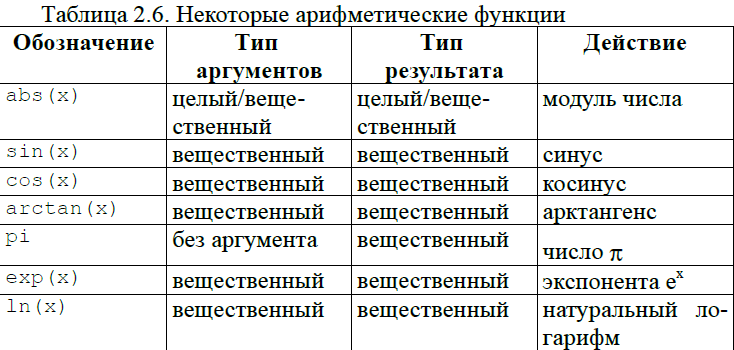 Таблица 2.6. Некоторые арифметические функции
Обозначение Тип аргументов Тип результата Действие
abs(x) целый/веще-ственный целый/веще-ственный модуль числа
sin(x) вещественный вещественный синус
cos(x) вещественный вещественный косинус
arctan(x) вещественный вещественный арктангенс
pi без аргумента вещественный число π
exp(x) вещественный вещественный экспонента eˣ
ln(x) вещественный вещественный натуральный ло-гарифм